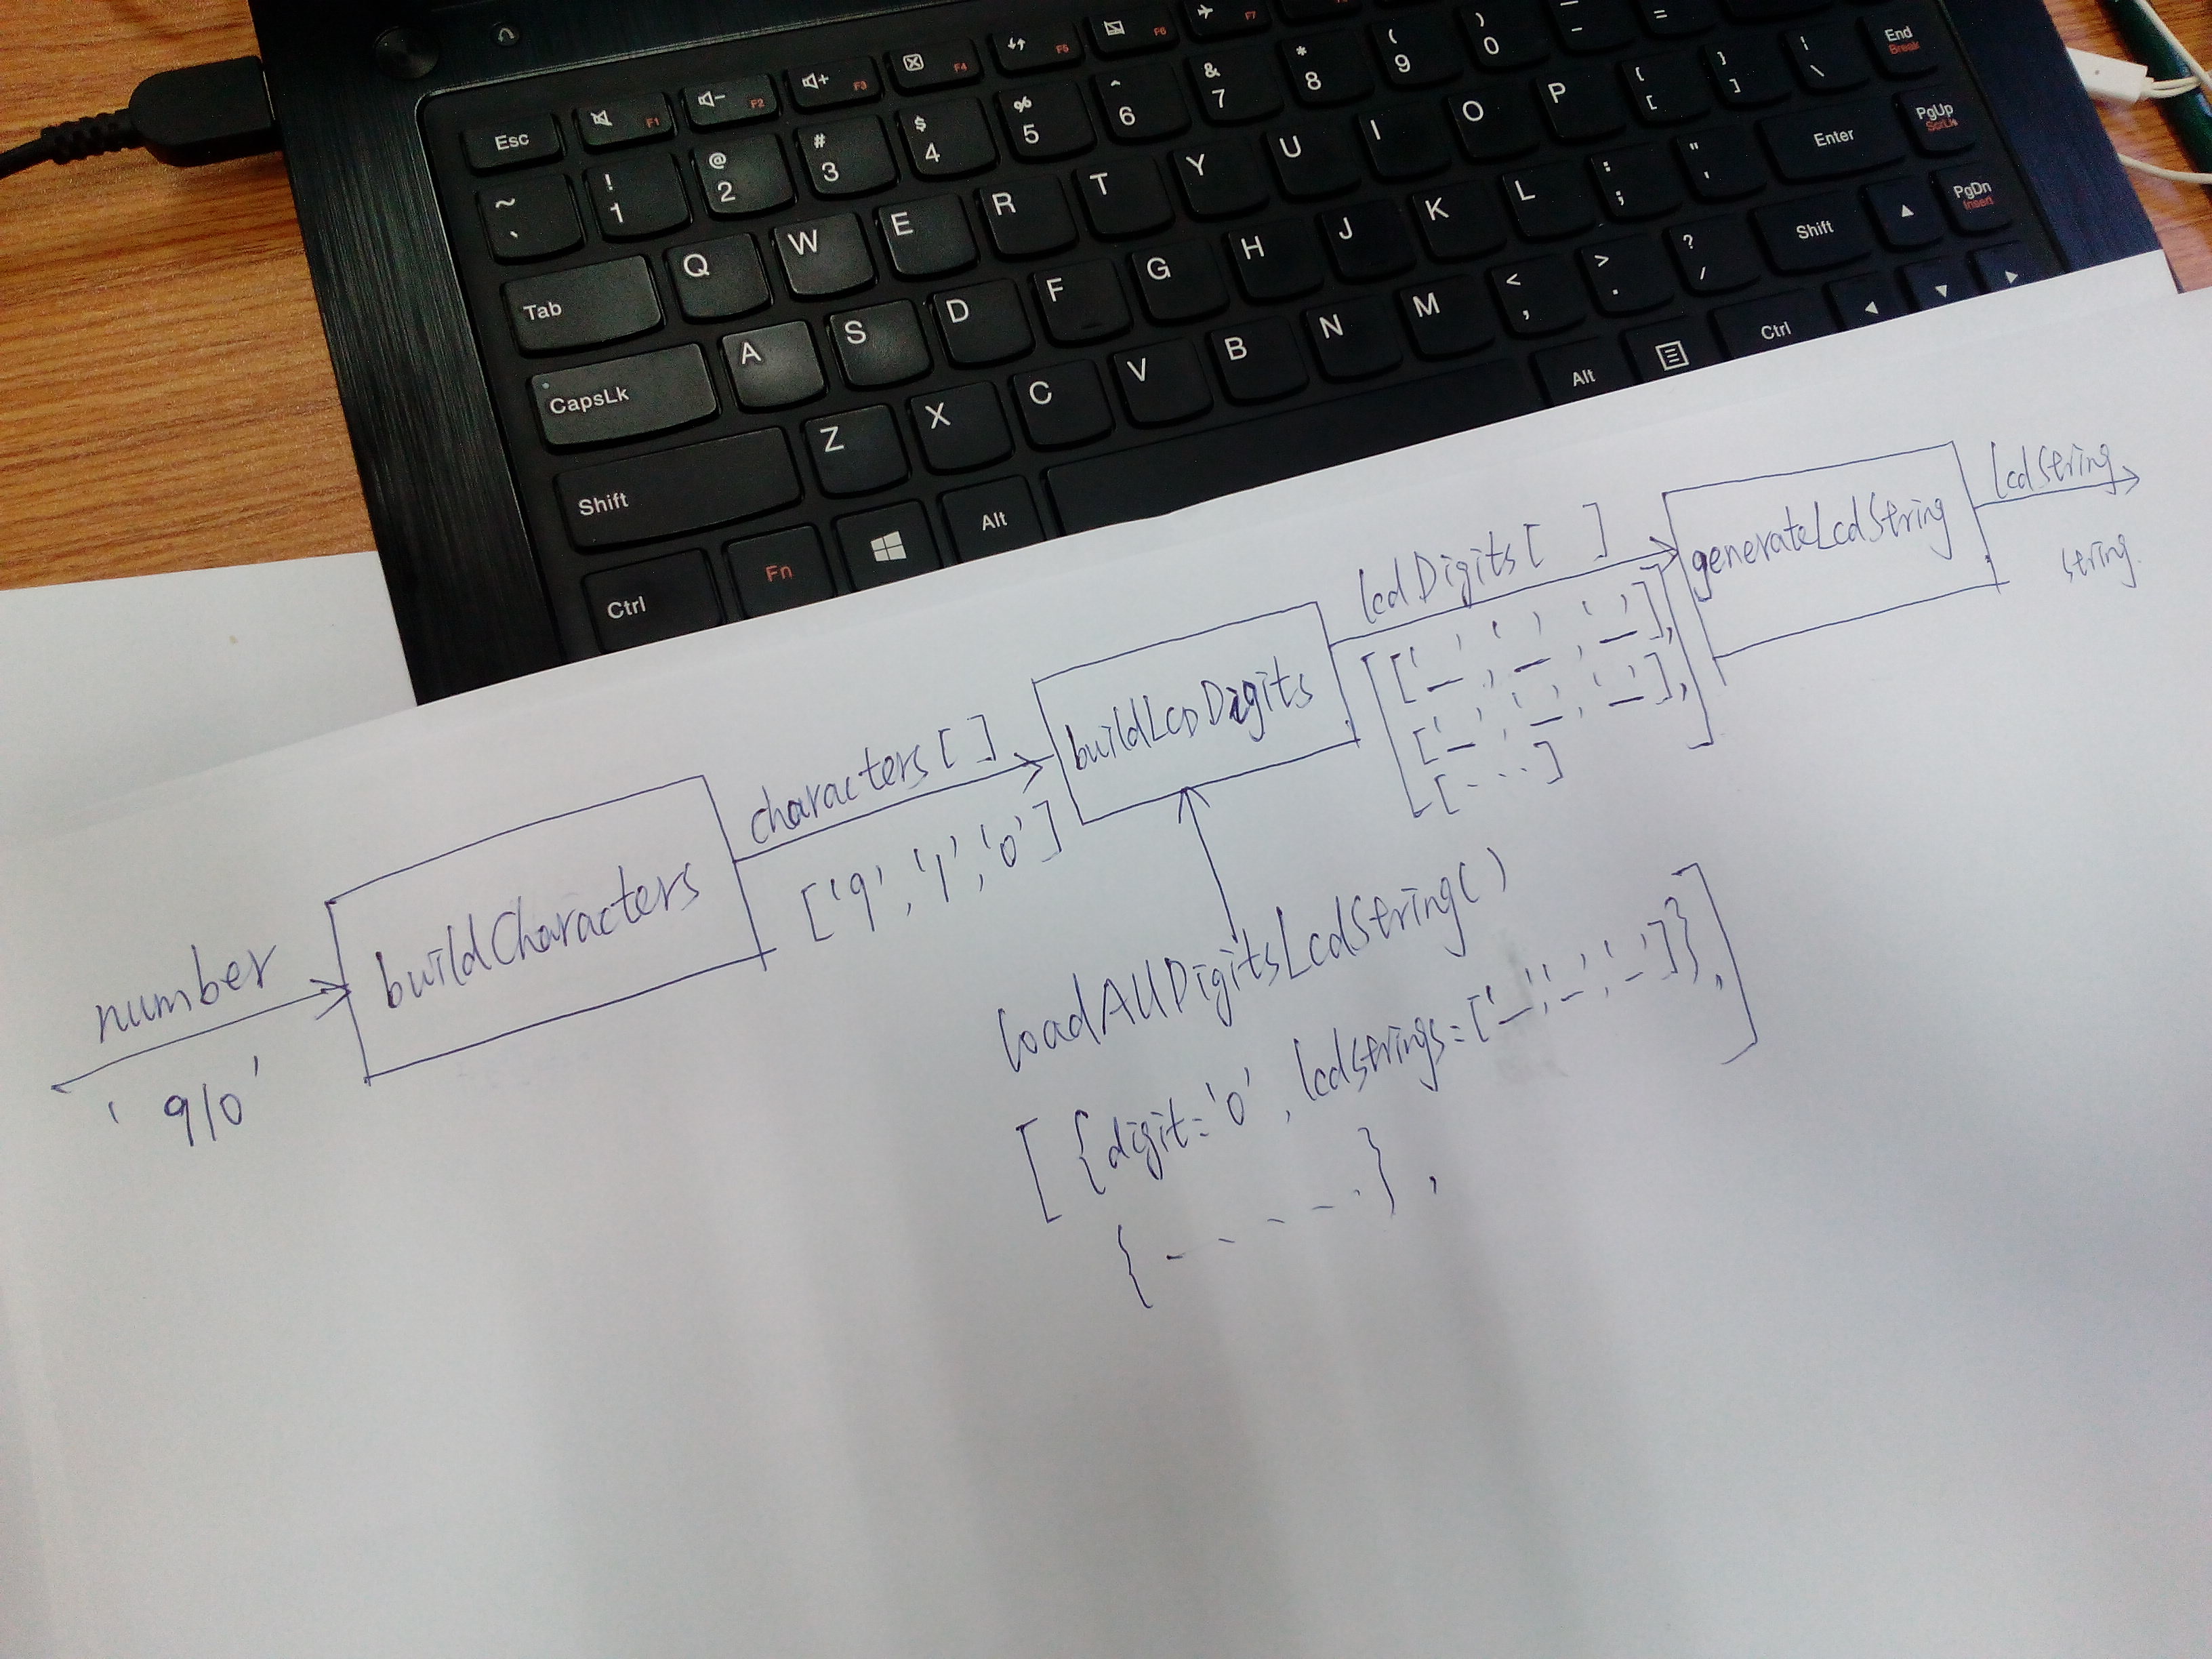 Esc F1 F2 F3 F4 F5 F6 F7
~ ` ! 1 @ 2 # 3 $ 4 % 5 ^ 6 & 7 * 8 ( 9 ) 0 - =
Tab Q W E R T Y U I O P { [ } ] | \ End Break
CapsLk A S D F G H J K L : ; " ' Enter PgUp ScrLk
Shift Z X C V B N M < , > . ? / Shift PgDn Insert
Ctrl Fn Alt Alt Ctrl
number
'910'
buildCharacters
characters[ ]
['9','1','0']
buildLcdDigits
lcdDigits[ ]
[['_','_','_'],
['_','_','_'],
[...]
]
generateLcdString
lcdString
string
loadAllDigitsLcdString()
[{digit='0', lcdstrings=['_','_','_']},
{ - - - - .},
]